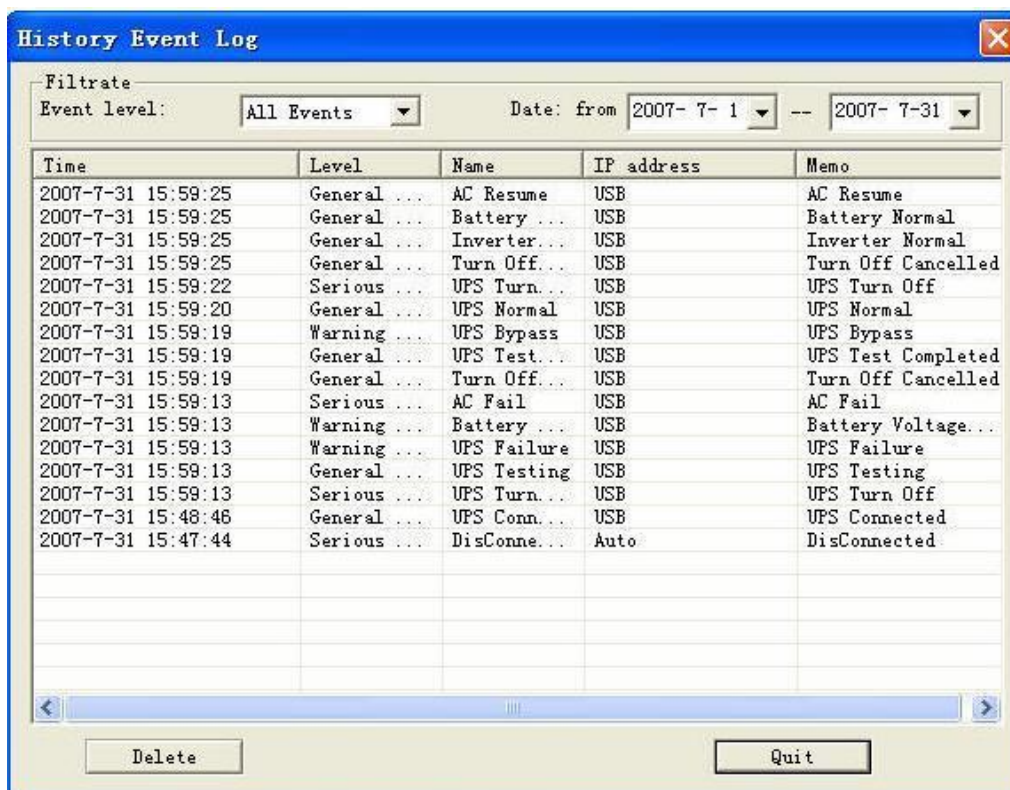 History Event Log
Filtrate
Event level: All Events Date: from 2007- 7- 1 -- 2007- 7-31
Time Level Name IP address Memo
2007-7-31 15:59:25 General ... AC Resume USB AC Resume
2007-7-31 15:59:25 General ... Battery ... USB Battery Normal
2007-7-31 15:59:25 General ... Inverter... USB Inverter Normal
2007-7-31 15:59:25 General ... Turn Off... USB Turn Off Cancelled
2007-7-31 15:59:22 Serious ... UPS Turn... USB UPS Turn Off
2007-7-31 15:59:20 General ... UPS Normal USB UPS Normal
2007-7-31 15:59:19 Warning ... UPS Bypass USB UPS Bypass
2007-7-31 15:59:19 General ... UPS Test... USB UPS Test Completed
2007-7-31 15:59:19 General ... Turn Off... USB Turn Off Cancelled
2007-7-31 15:59:13 Serious ... AC Fail USB AC Fail
2007-7-31 15:59:13 Warning ... Battery ... USB Battery Voltage...
2007-7-31 15:59:13 Warning ... UPS Failure USB UPS Failure
2007-7-31 15:59:13 General ... UPS Testing USB UPS Testing
2007-7-31 15:59:13 Serious ... UPS Turn... USB UPS Turn Off
2007-7-31 15:48:46 General ... UPS Conn... USB UPS Connected
2007-7-31 15:47:44 Serious ... DisConne... Auto DisConnected
Delete Quit